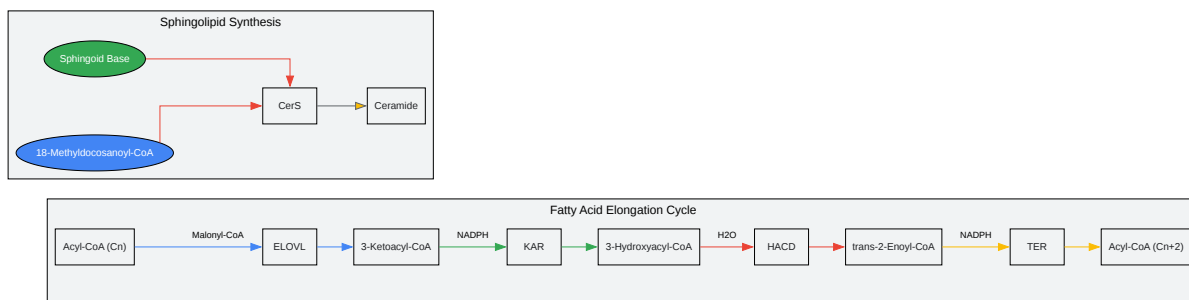 Sphingolipid Synthesis
Sphingoid Base
CerS
Ceramide
18-Methyldocosanoyl-CoA
Fatty Acid Elongation Cycle
Acyl-CoA (Cn)
Malonyl-CoA
ELOVL
3-Ketoacyl-CoA
NADPH
KAR
3-Hydroxyacyl-CoA
H2O
HACD
trans-2-Enoyl-CoA
NADPH
TER
Acyl-CoA (Cn+2)